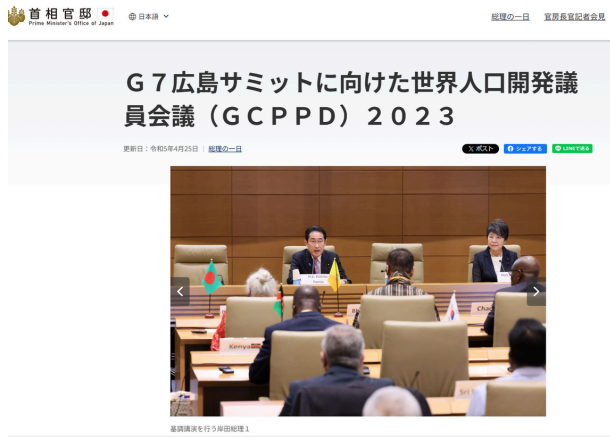 首相官邸
Prime Minister's Office of Japan
日本語
総理の一日
官房長官記者会見
Ｇ７広島サミットに向けた世界人口開発議
員会議（ＧＣＰＰＤ）２０２３
更新日：令和5年4月25日
総理の一日
X ポスト
シェアする
LINEで送る
Kenya
Sri
基調講演を行う岸田総理１